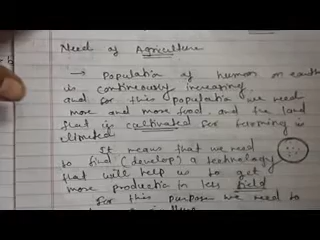 Need of Agriculture
→ Population of human on earth
is continuously increasing
and for this population we need
more and more food. and the land
that is cultivated for farming is
limited
It means that we need
to find (develop) a technology
that will help us to get
more production in less field
For this purpose we need to